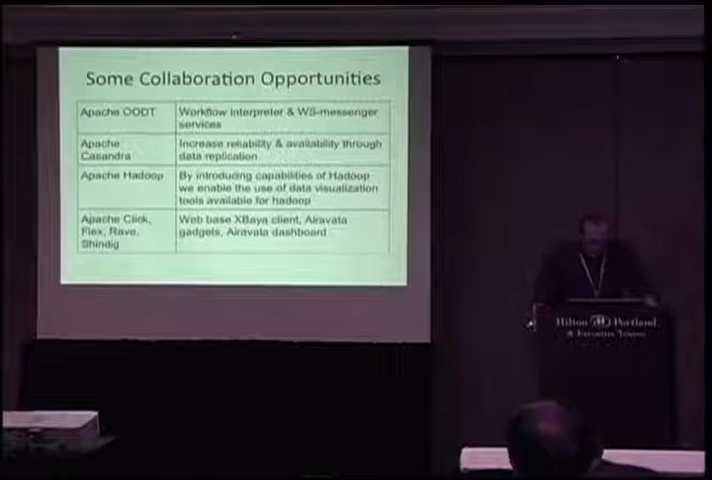 Some Collaboration Opportunities
Apache OODT
Workflow Interpreter & WS-messenger
services
Apache
Casandra
Increase reliability & availability through
data replication
Apache Hadoop
By introducing capabilities of Hadoop
we enable the use of data visualization
tools available for hadoop
Apache Click,
Flex, Rave,
Shindig
Web base XBaya client, Airavata
gadgets, Airavata dashboard
Hilton Portland
& Executive Tower